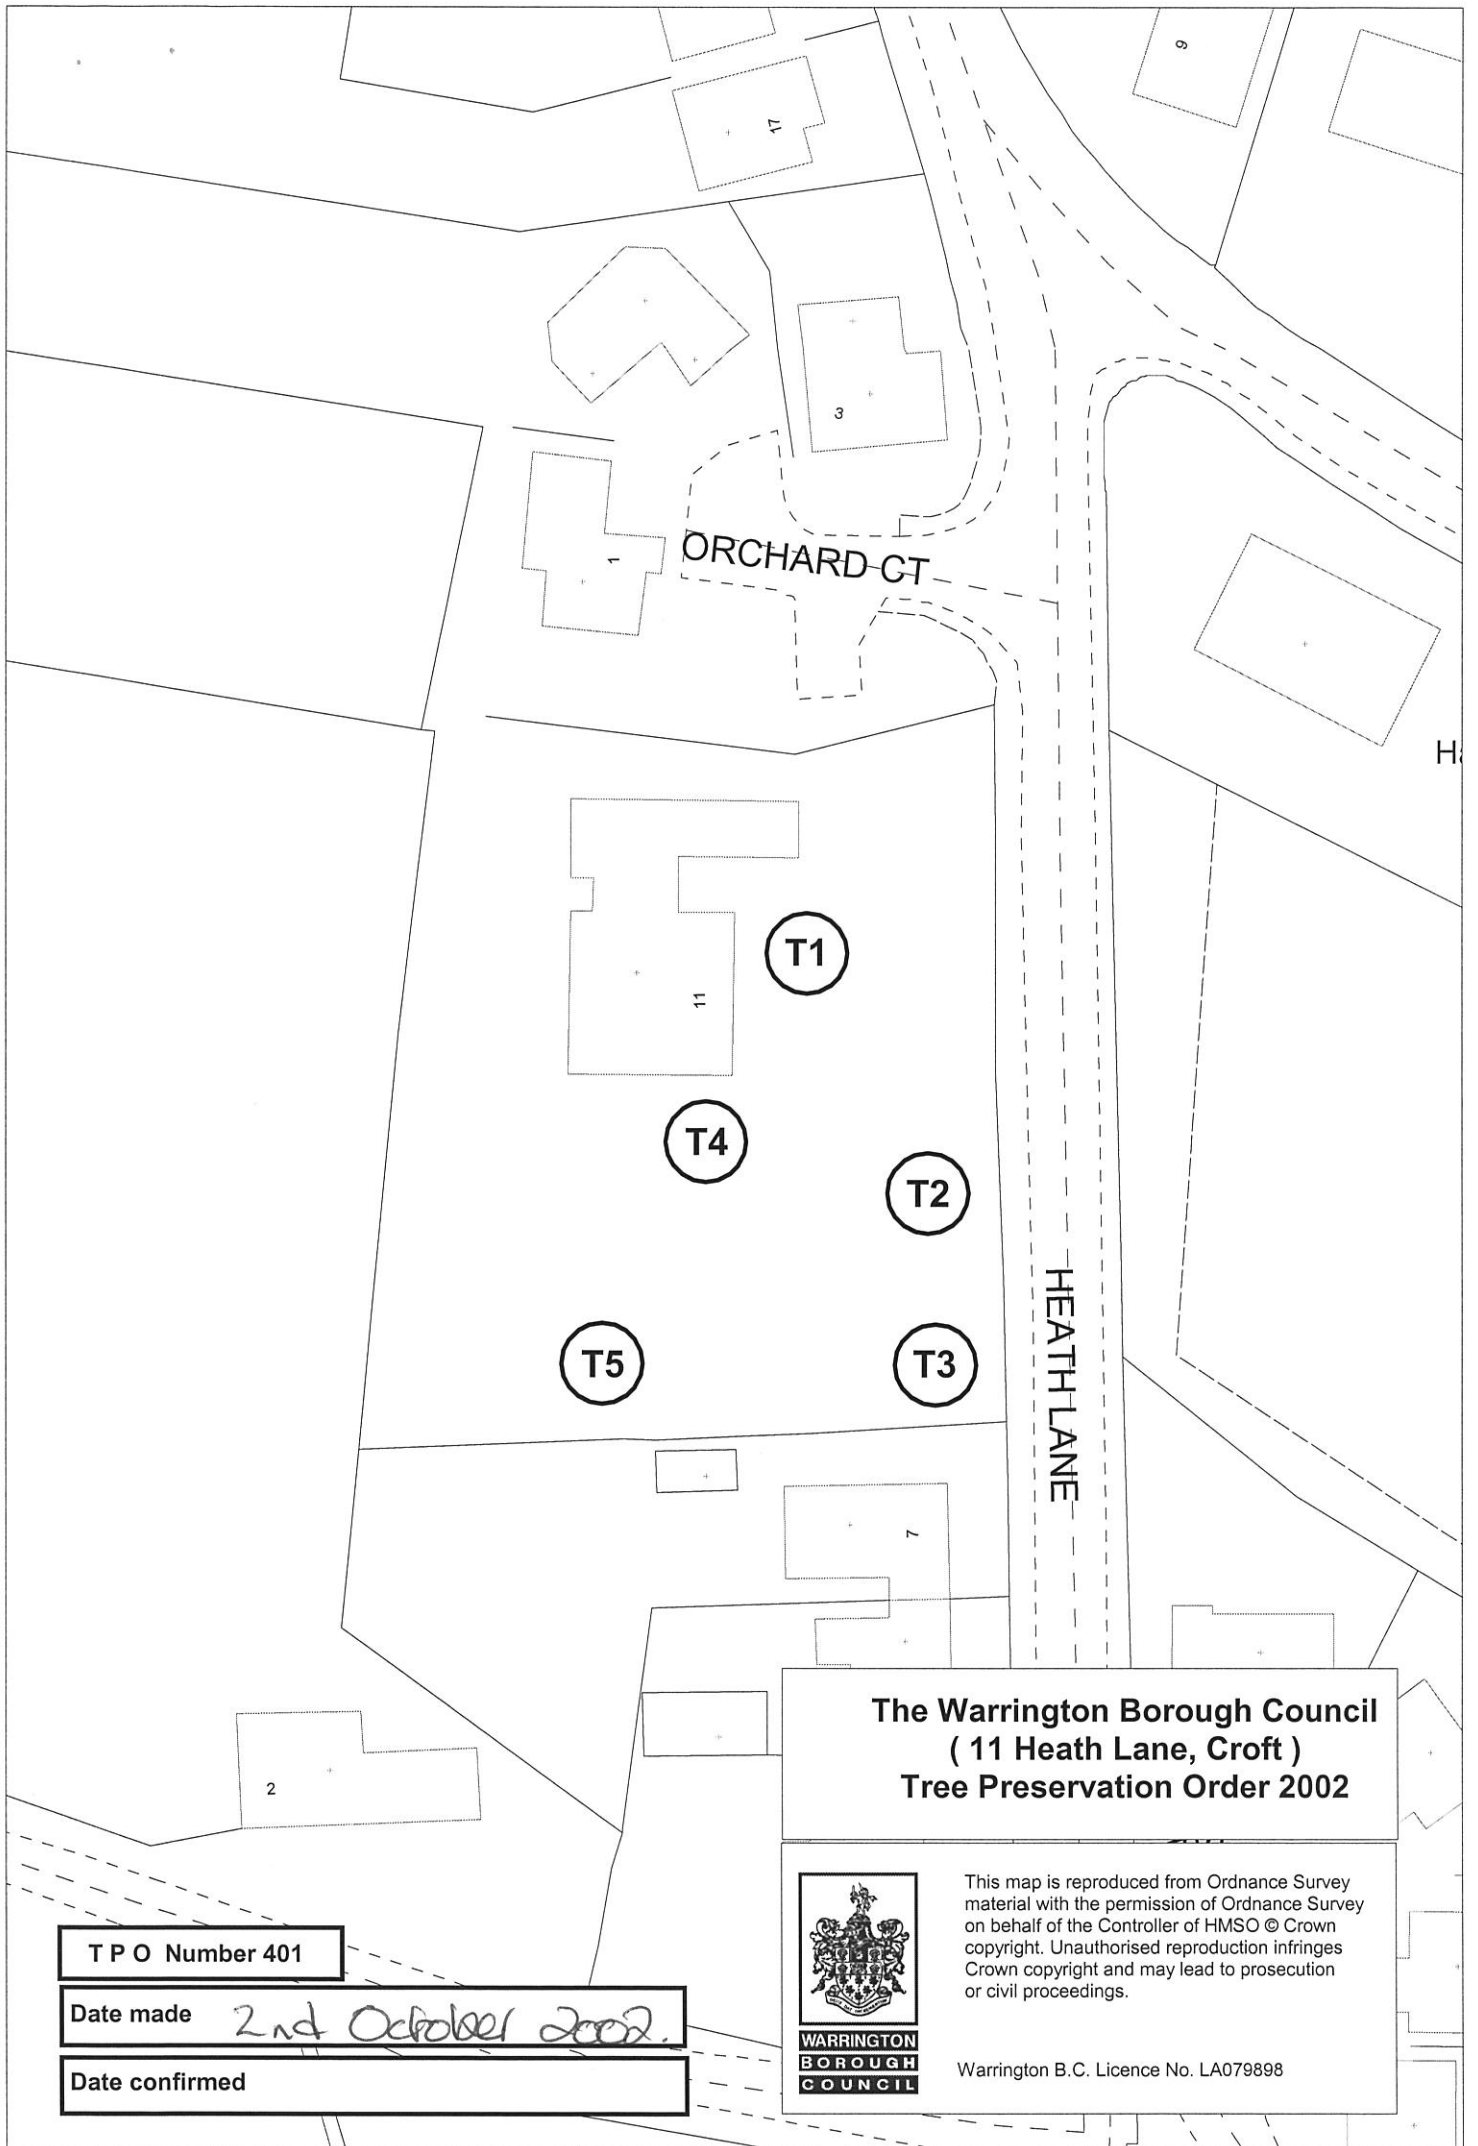 17
9
3
1
ORCHARD CT
11
T1
T4
T2
HEATH LANE
T5
T3
7
2
The Warrington Borough Council
( 11 Heath Lane, Croft )
Tree Preservation Order 2002
This map is reproduced from Ordnance Survey
material with the permission of Ordnance Survey
on behalf of the Controller of HMSO © Crown
copyright. Unauthorised reproduction infringes
Crown copyright and may lead to prosecution
or civil proceedings.
WARRINGTON
BOROUGH
COUNCIL
Warrington B.C. Licence No. LA079898
T P O Number 401
Date made 2nd October 2002.
Date confirmed